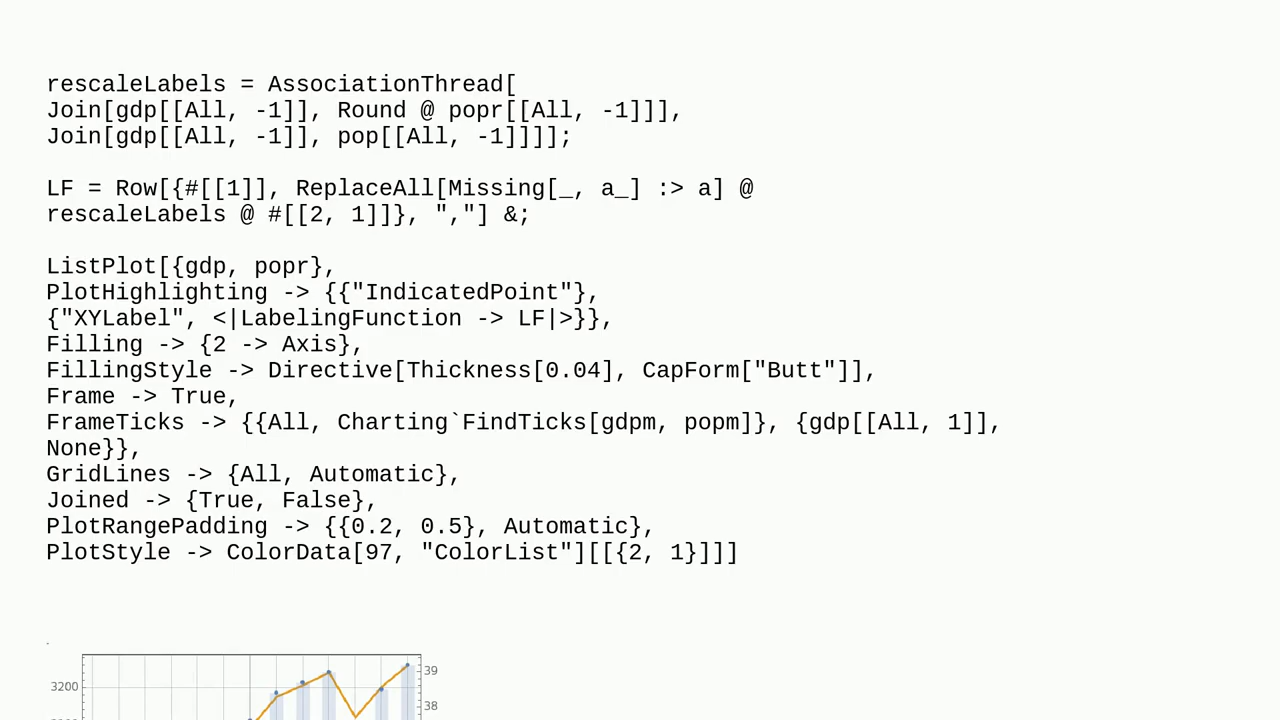 rescaleLabels = AssociationThread[
Join[gdp[[All, -1]], Round @ popr[[All, -1]]],
Join[gdp[[All, -1]], pop[[All, -1]]]];
LF = Row[{#[[1]], ReplaceAll[Missing[_, a_] :> a] @
rescaleLabels @ #[[2, 1]]}, ","] &;
ListPlot[{gdp, popr},
PlotHighlighting -> {{"IndicatedPoint"},
{"XYLabel", <|LabelingFunction -> LF|>}},
Filling -> {2 -> Axis},
FillingStyle -> Directive[Thickness[0.04], CapForm["Butt"]],
Frame -> True,
FrameTicks -> {{All, Charting`FindTicks[gdpm, popm]}, {gdp[[All, 1]],
None}},
GridLines -> {All, Automatic},
Joined -> {True, False},
PlotRangePadding -> {{0.2, 0.5}, Automatic},
PlotStyle -> ColorData[97, "ColorList"][[{2, 1}]]]
39
3200
38